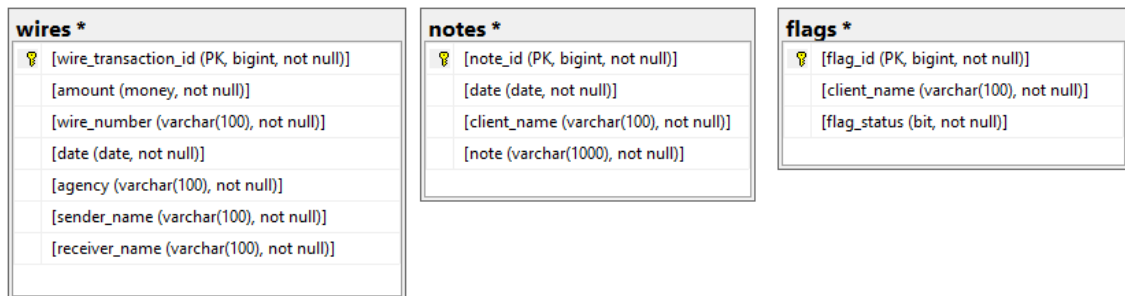 wires *
[wire_transaction_id (PK, bigint, not null)]
[amount (money, not null)]
[wire_number (varchar(100), not null)]
[date (date, not null)]
[agency (varchar(100), not null)]
[sender_name (varchar(100), not null)]
[receiver_name (varchar(100), not null)]
notes *
[note_id (PK, bigint, not null)]
[date (date, not null)]
[client_name (varchar(100), not null)]
[note (varchar(1000), not null)]
flags *
[flag_id (PK, bigint, not null)]
[client_name (varchar(100), not null)]
[flag_status (bit, not null)]